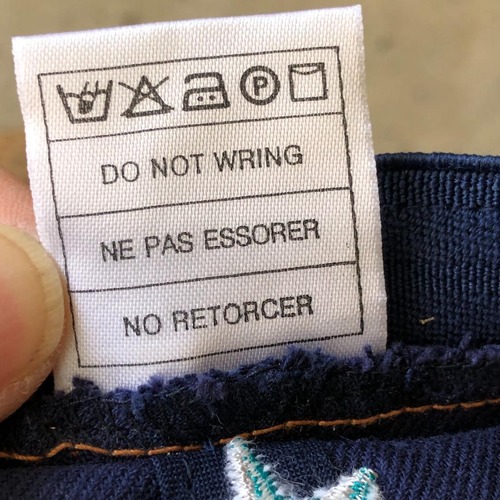 P
DO NOT WRING
NE PAS ESSORER
NO RETORCER